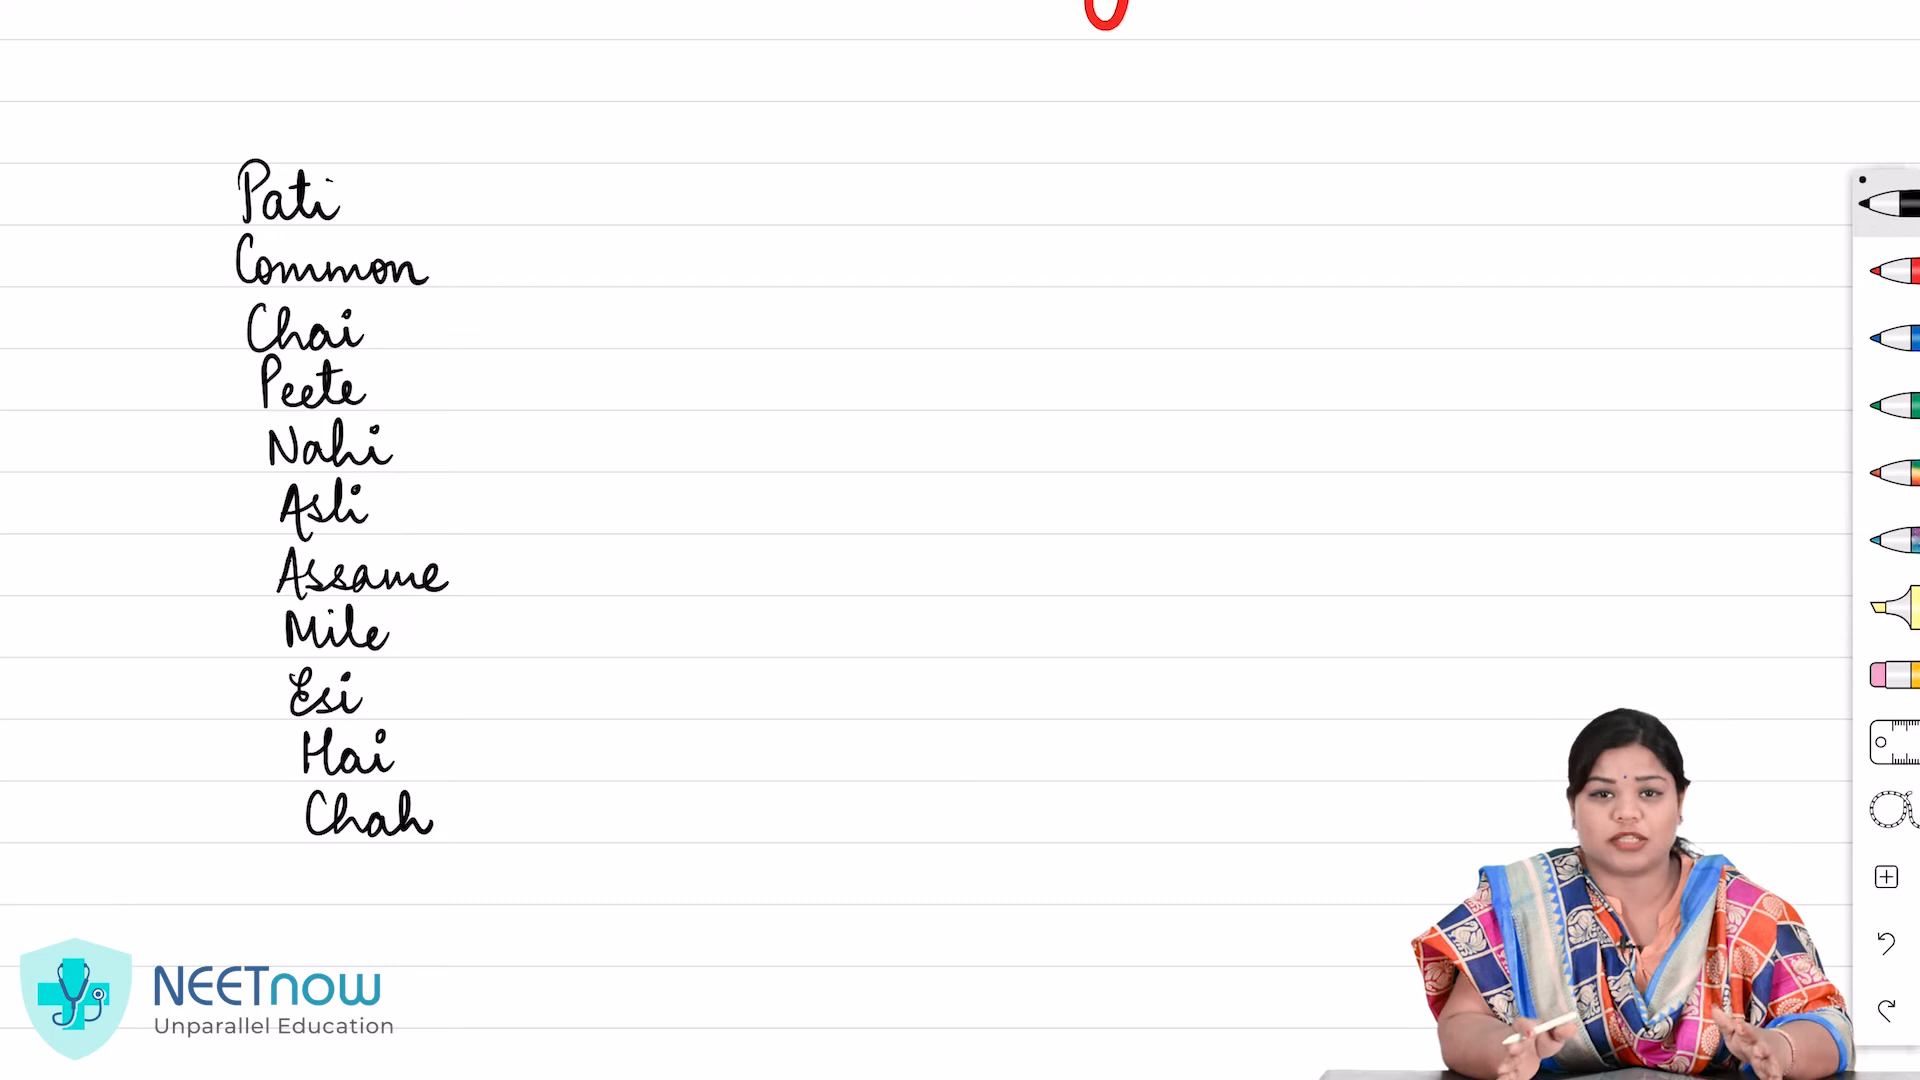 Pati
Common
Chai
Peete
Nahi
Asli
Assame
Mile
Esi
Hai
Chah
NEETnow
Unparallel Education